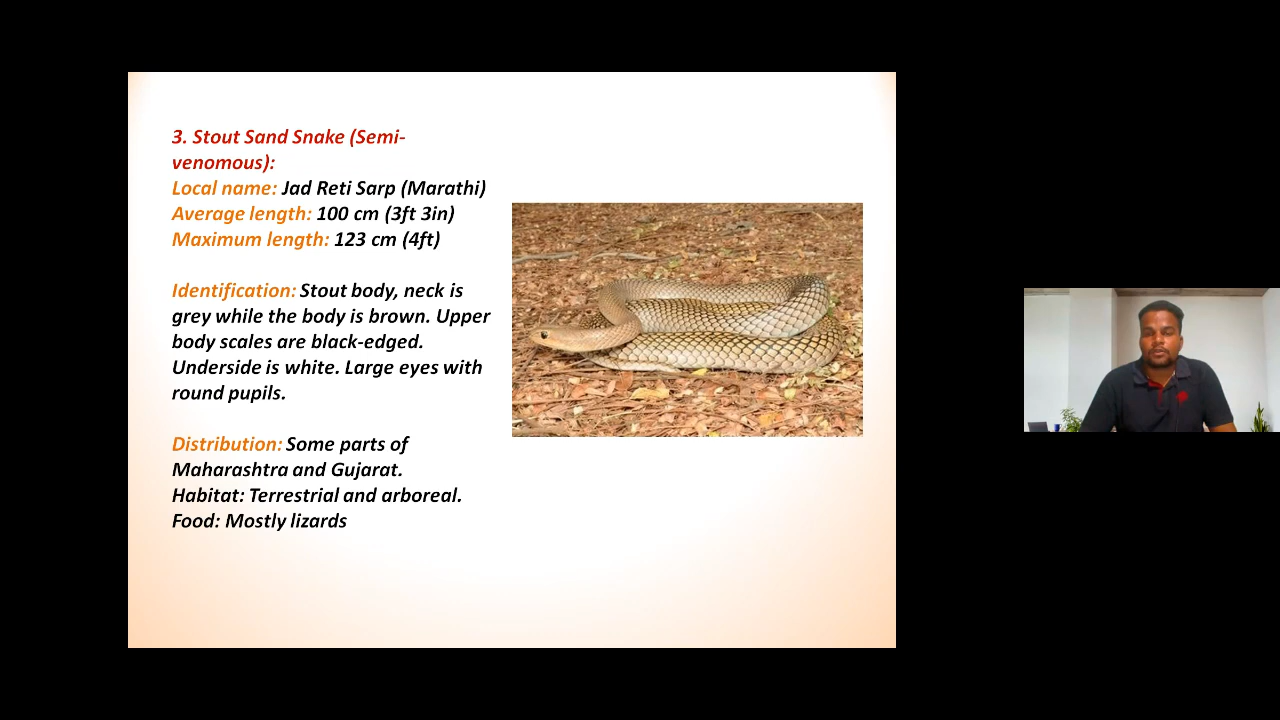 3. Stout Sand Snake (Semi-
venomous):
Local name: Jad Reti Sarp (Marathi)
Average length: 100 cm (3ft 3in)
Maximum length: 123 cm (4ft)
Identification: Stout body, neck is
grey while the body is brown. Upper
body scales are black-edged.
Underside is white. Large eyes with
round pupils.
Distribution: Some parts of
Maharashtra and Gujarat.
Habitat: Terrestrial and arboreal.
Food: Mostly lizards